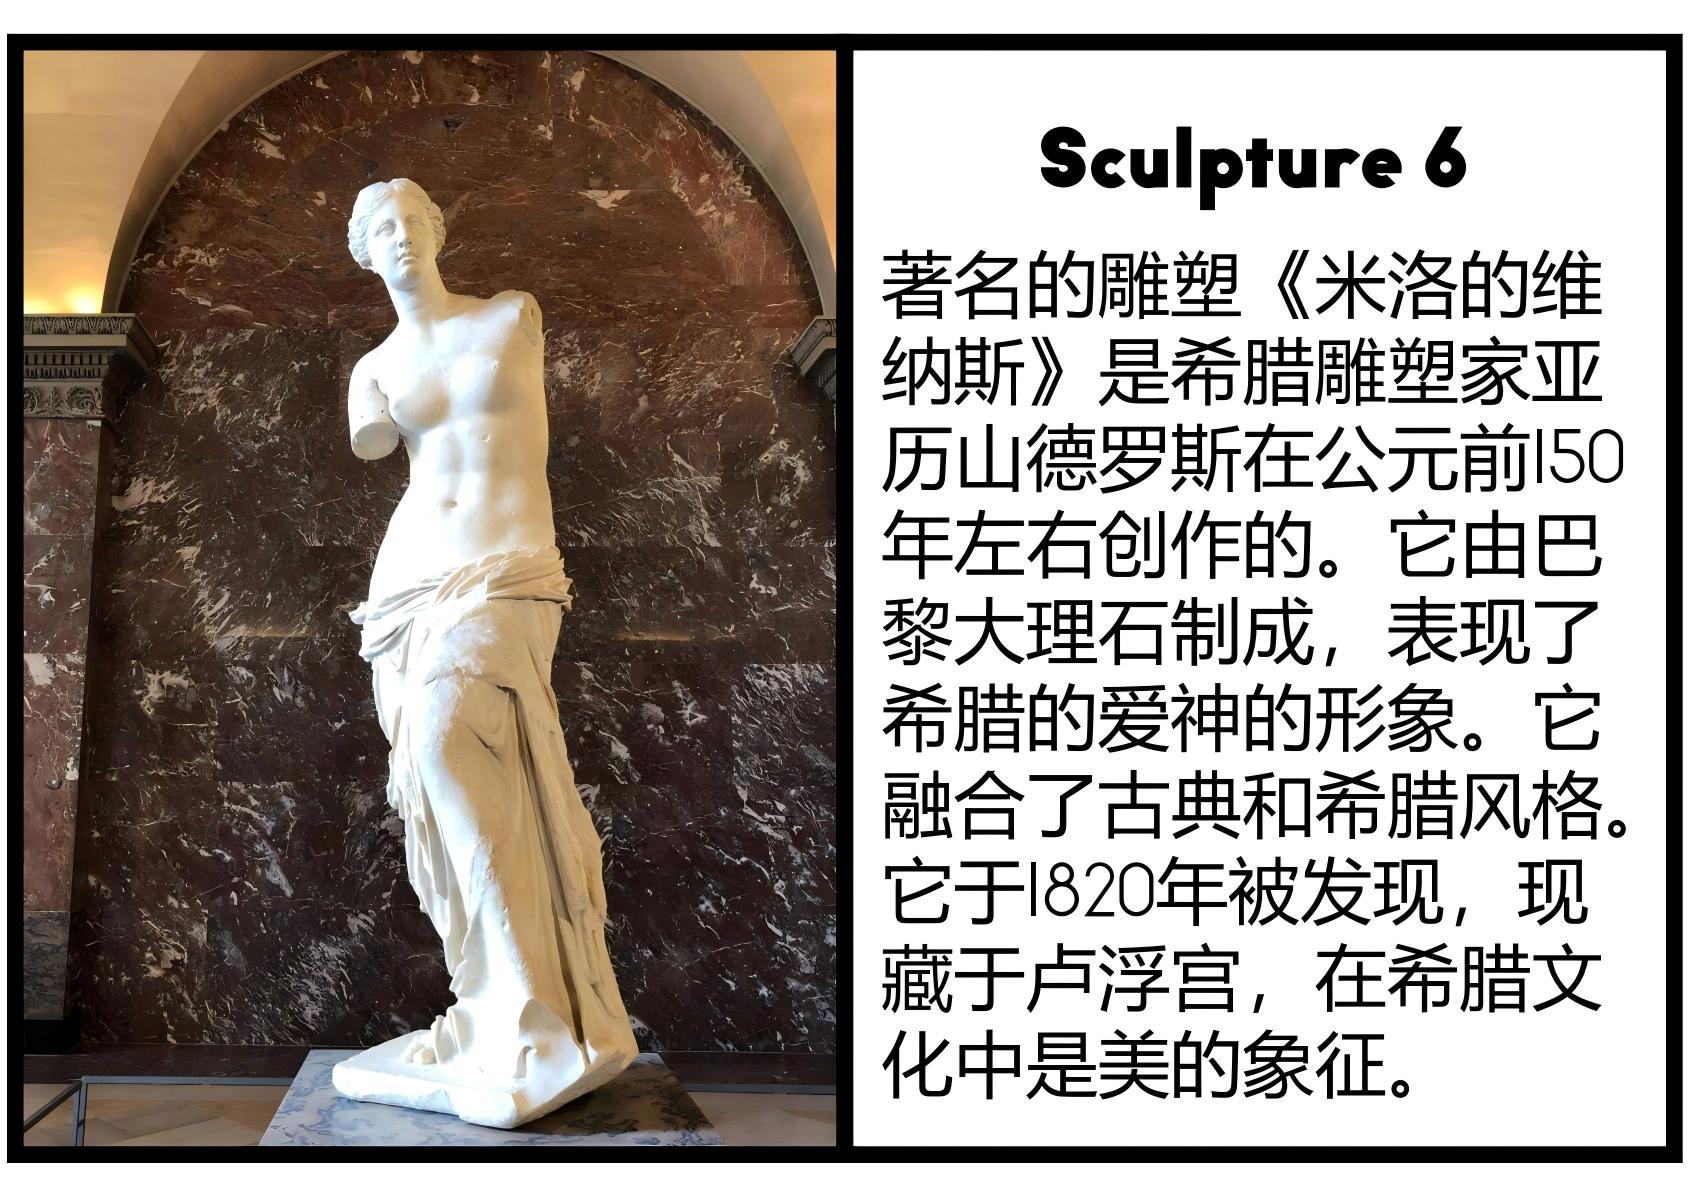 Sculpture 6
著名的雕塑《米洛的维
纳斯》是希腊雕塑家亚
历山德罗斯在公元前150
年左右创作的。它由巴
黎大理石制成，表现了
希腊的爱神的形象。它
融合了古典和希腊风格。
它于1820年被发现，现
藏于卢浮宫，在希腊文
化中是美的象征。